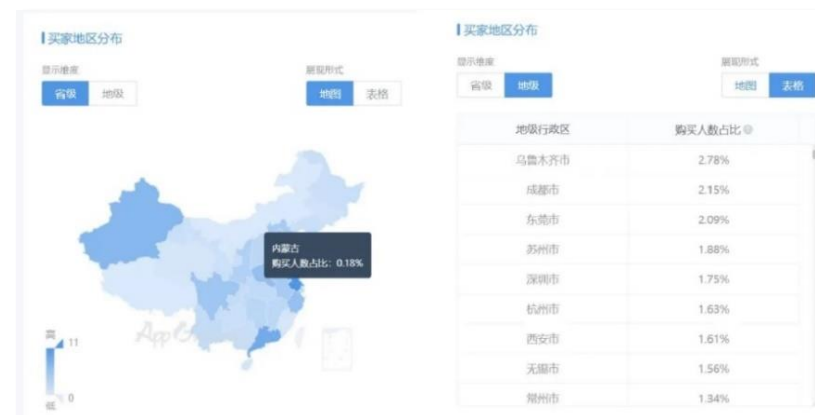 买家地区分布
显示维度
展现形式
省级 地级
地图 表格
内蒙古
购买人数占比：0.18%
高
11
0
低
买家地区分布
显示维度
展现形式
省级 地级
地图 表格
地级行政区 购买人数占比
乌鲁木齐市 2.78%
成都市 2.15%
东莞市 2.09%
苏州市 1.88%
深圳市 1.75%
杭州市 1.63%
西安市 1.61%
无锡市 1.56%
常州市 1.34%